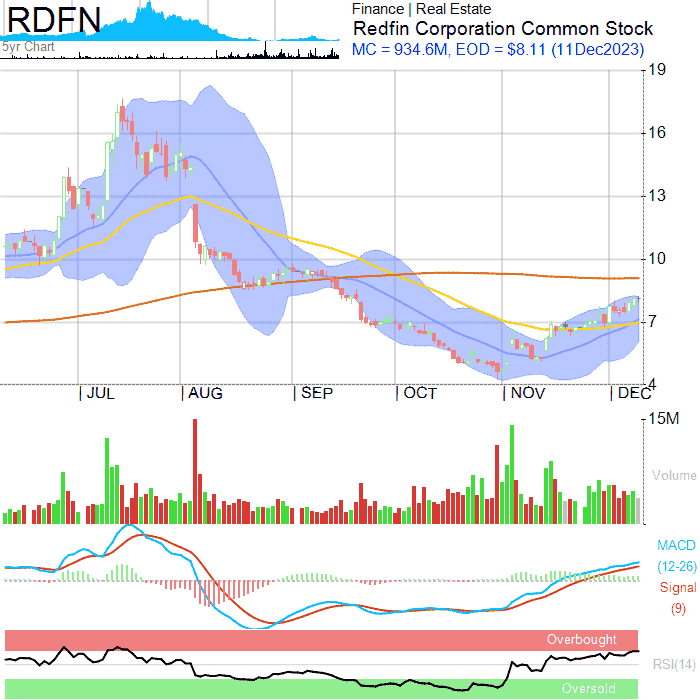 RDFN
Finance | Real Estate
Redfin Corporation Common Stock
5yr Chart
MC = 934.6M, EOD = $8.11 (11Dec2023)
19
16
13
10
7
4
JUL AUG SEP OCT NOV DEC
15M
Volume
MACD
(12-26)
Signal
(9)
Overbought
RSI(14)
Oversold